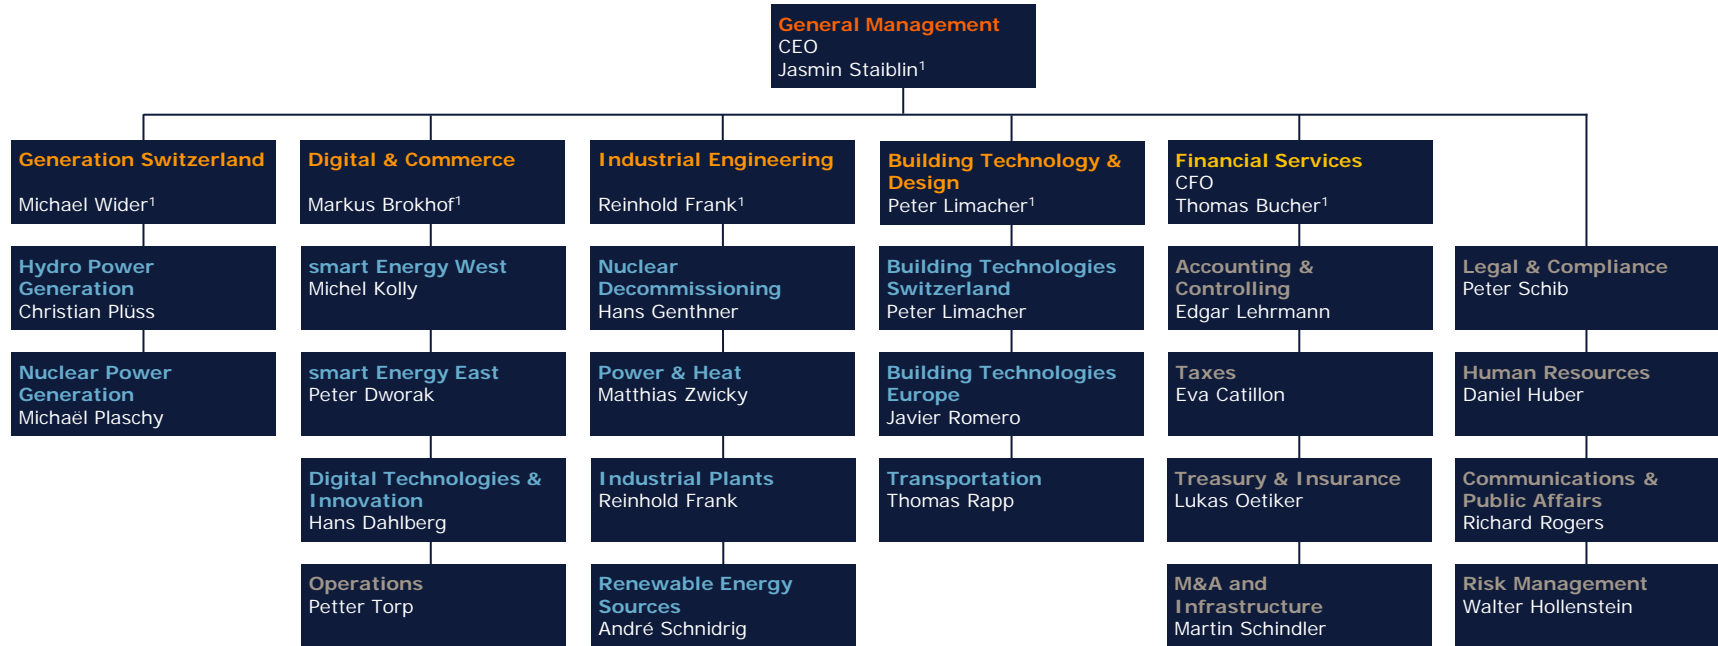 General Management
CEO
Jasmin Staiblin¹
Generation Switzerland
Michael Wider¹
Digital & Commerce
Markus Brokhof¹
Industrial Engineering
Reinhold Frank¹
Building Technology &
Design
Peter Limacher¹
Financial Services
CFO
Thomas Bucher¹
Hydro Power
Generation
Christian Plüss
smart Energy West
Michel Kolly
Nuclear
Decommissioning
Hans Genthner
Building Technologies
Switzerland
Peter Limacher
Accounting &
Controlling
Edgar Lehrmann
Legal & Compliance
Peter Schib
Nuclear Power
Generation
Michaël Plaschy
smart Energy East
Peter Dworak
Power & Heat
Matthias Zwicky
Building Technologies
Europe
Javier Romero
Taxes
Eva Catillon
Human Resources
Daniel Huber
Digital Technologies &
Innovation
Hans Dahlberg
Industrial Plants
Reinhold Frank
Transportation
Thomas Rapp
Treasury & Insurance
Lukas Oetiker
Communications &
Public Affairs
Richard Rogers
Operations
Petter Torp
Renewable Energy
Sources
André Schnidrig
M&A and
Infrastructure
Martin Schindler
Risk Management
Walter Hollenstein